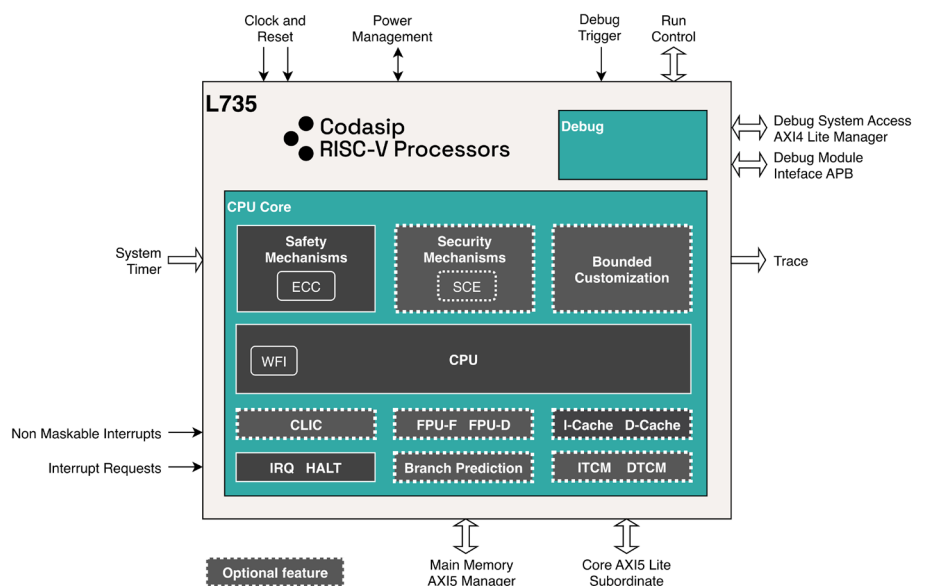 Clock and
Reset
Power
Management
Debug
Trigger
Run
Control
L735
Codasip
RISC-V Processors
Debug
Debug System Access
AXI4 Lite Manager
Debug Module
Inteface APB
CPU Core
Safety
Mechanisms
ECC
Security
Mechanisms
SCE
Bounded
Customization
System
Timer
Trace
WFI
CPU
CLIC
FPU-F FPU-D
I-Cache D-Cache
Non Maskable Interrupts
IRQ HALT
Branch Prediction
ITCM DTCM
Interrupt Requests
Optional feature
Main Memory
AXI5 Manager
Core AXI5 Lite
Subordinate